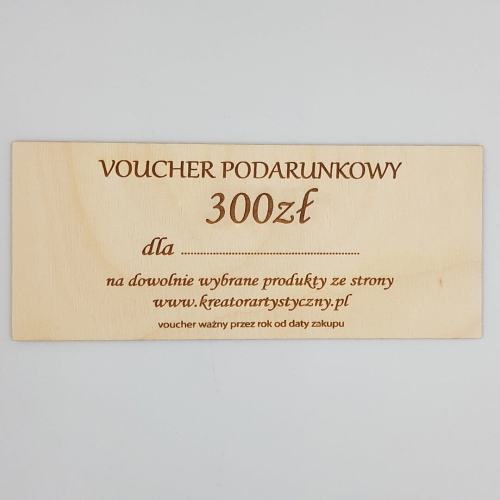 VOUCHER PODARUNKOWY
300zł
dla ............................................................
na dowolnie wybrane produkty ze strony
www.kreatorartystyczny.pl
voucher ważny przez rok od daty zakupu